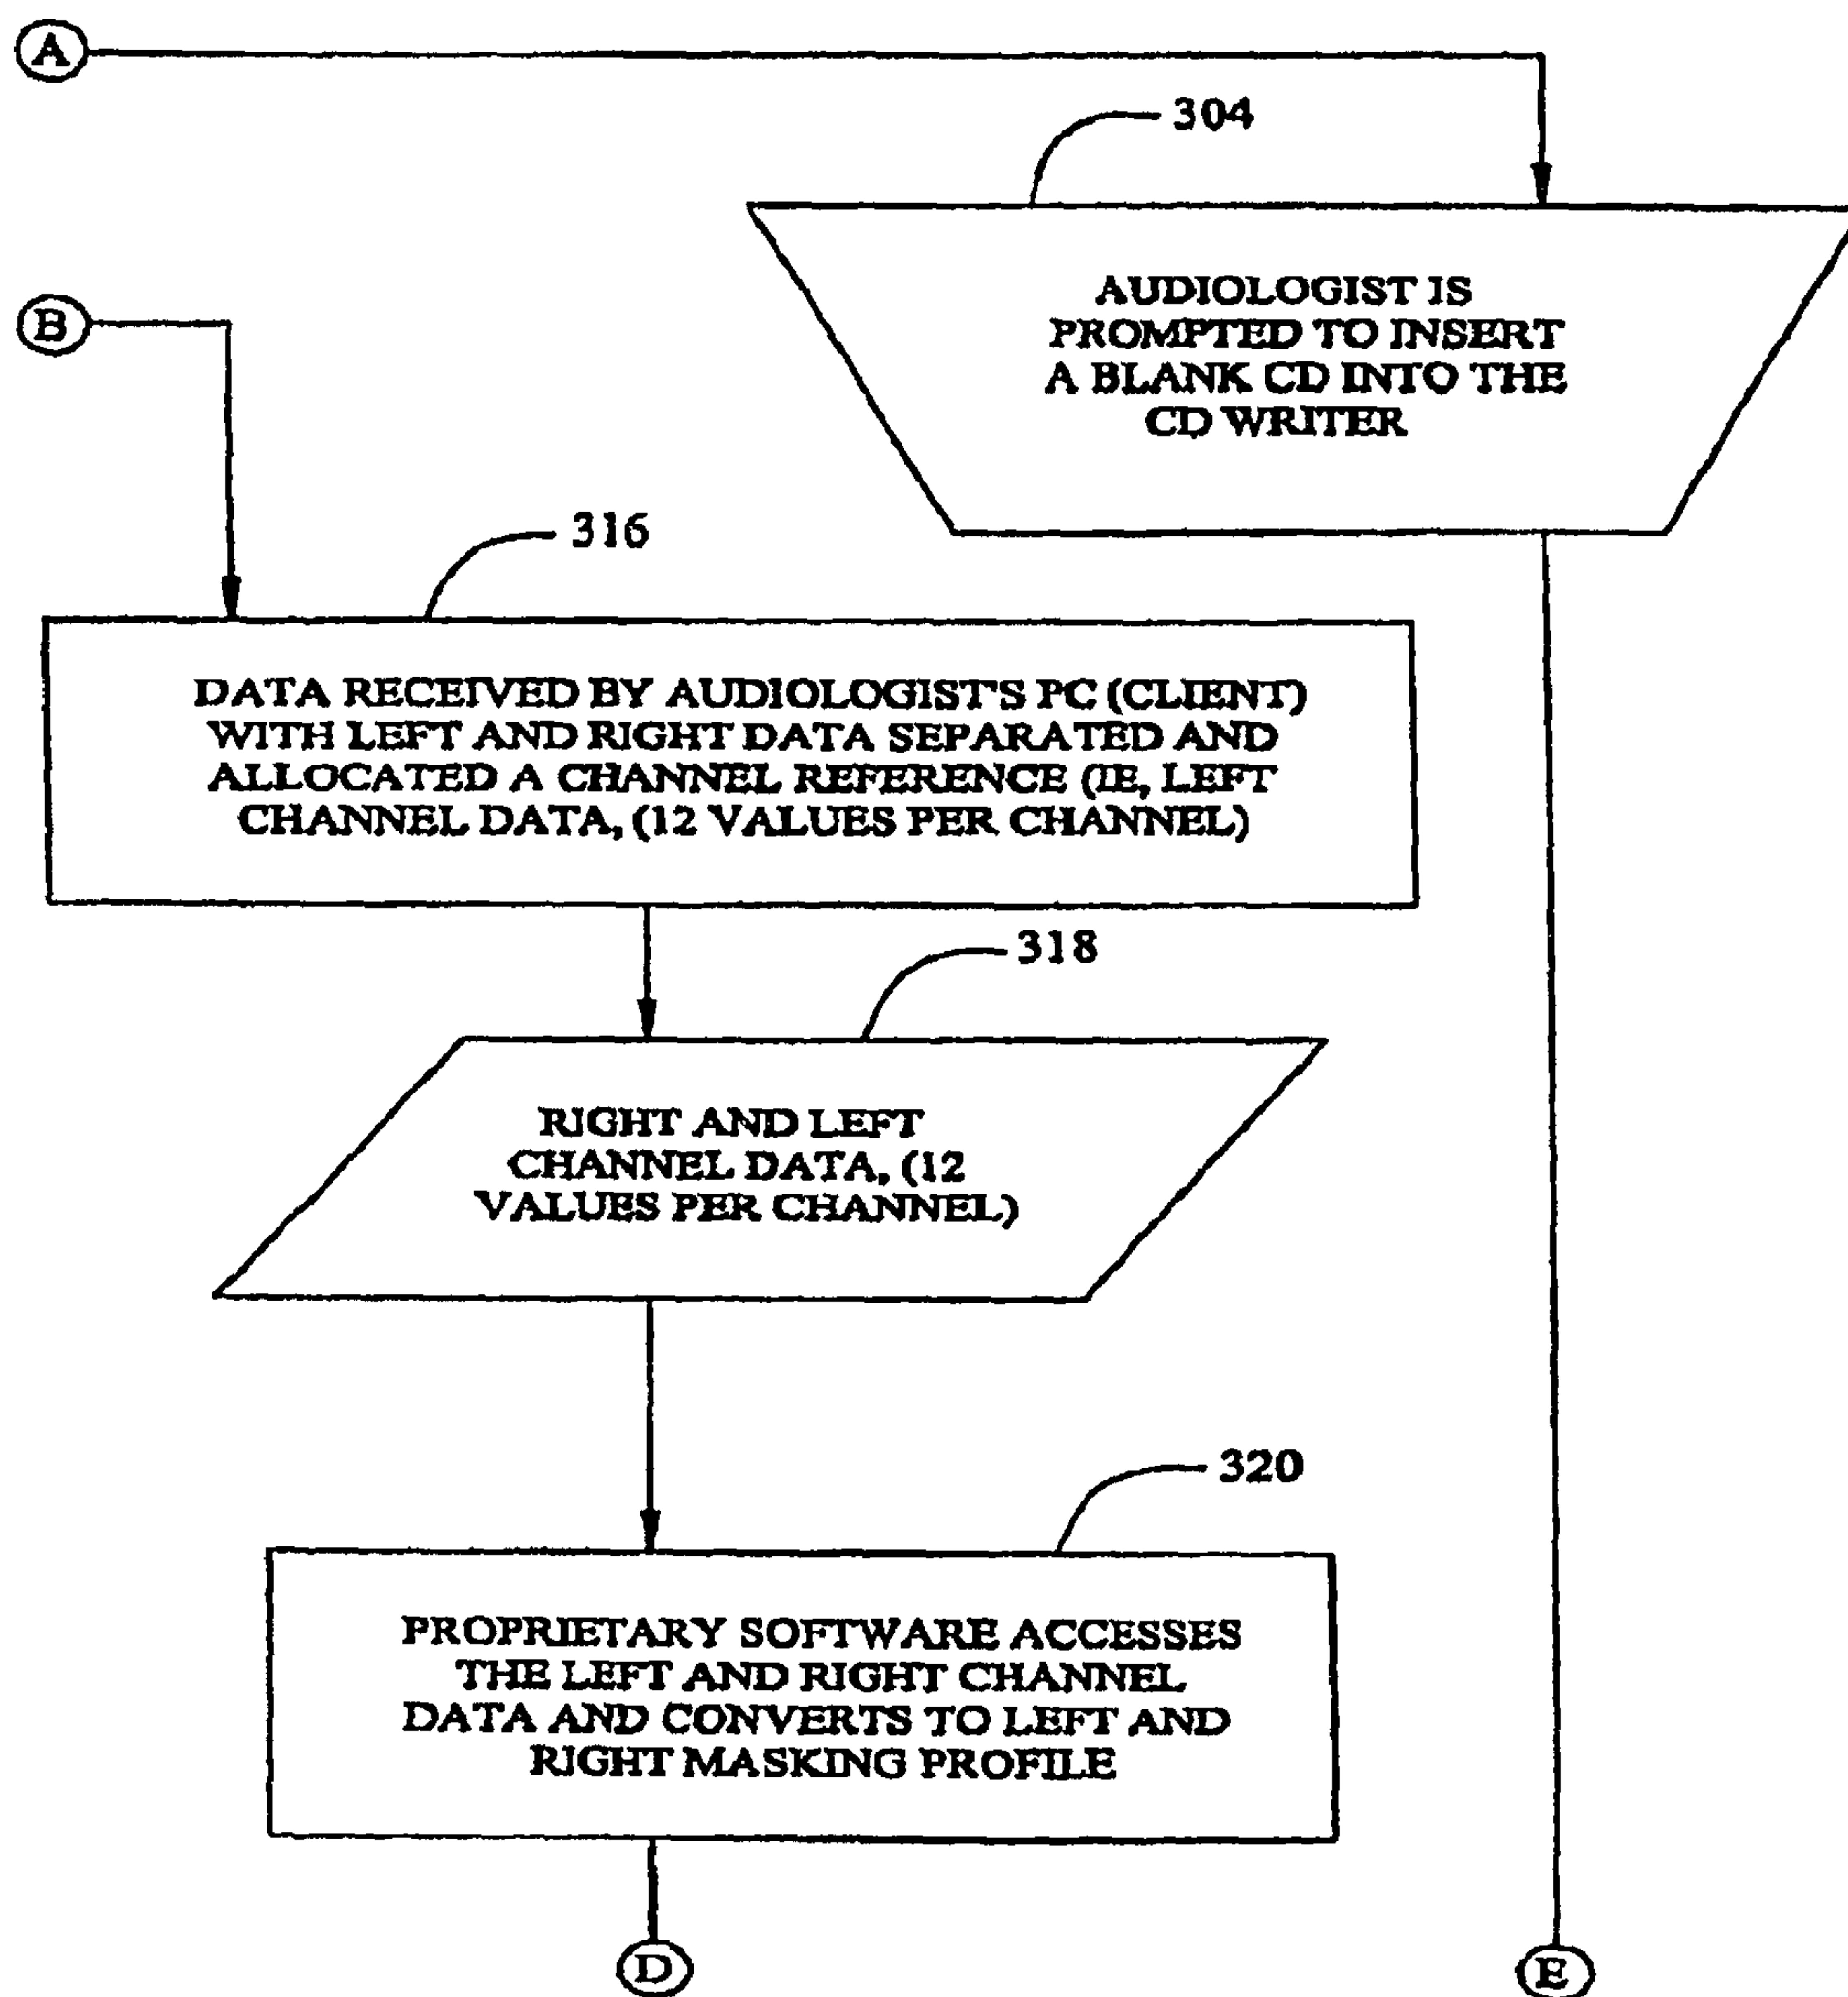 A
304
AUDIOLOGIST IS
PROMPTED TO INSERT
A BLANK CD INTO THE
CD WRITER
B
316
DATA RECEIVED BY AUDIOLOGIST'S PC (CLIENT)
WITH LEFT AND RIGHT DATA SEPARATED AND
ALLOCATED A CHANNEL REFERENCE (IE, LEFT
CHANNEL DATA, (12 VALUES PER CHANNEL)
318
RIGHT AND LEFT
CHANNEL DATA, (12
VALUES PER CHANNEL)
320
PROPRIETARY SOFTWARE ACCESSES
THE LEFT AND RIGHT CHANNEL
DATA AND CONVERTS TO LEFT AND
RIGHT MASKING PROFILE
D
E